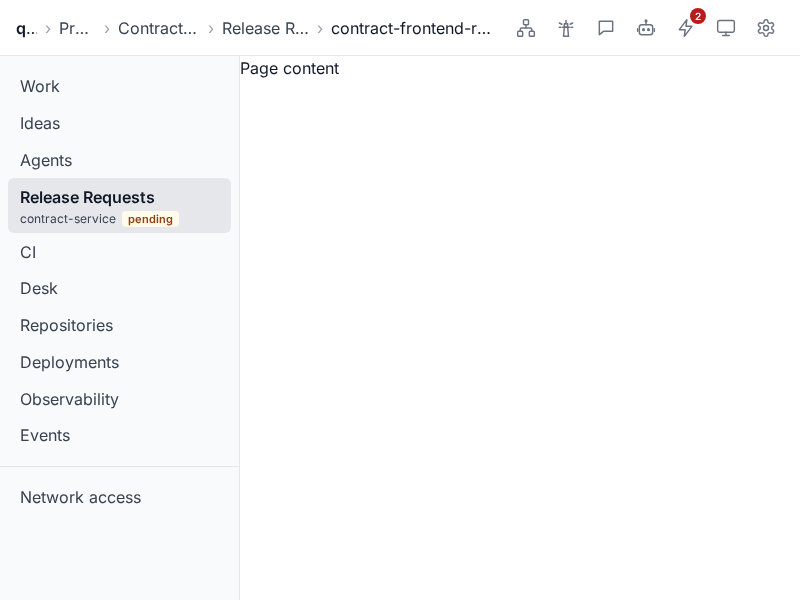 q... › Pr... › Contract... › Release R... › contract-frontend-r... 2
Work
Ideas
Agents
Release Requests
contract-service pending
CI
Desk
Repositories
Deployments
Observability
Events
Network access
Page content